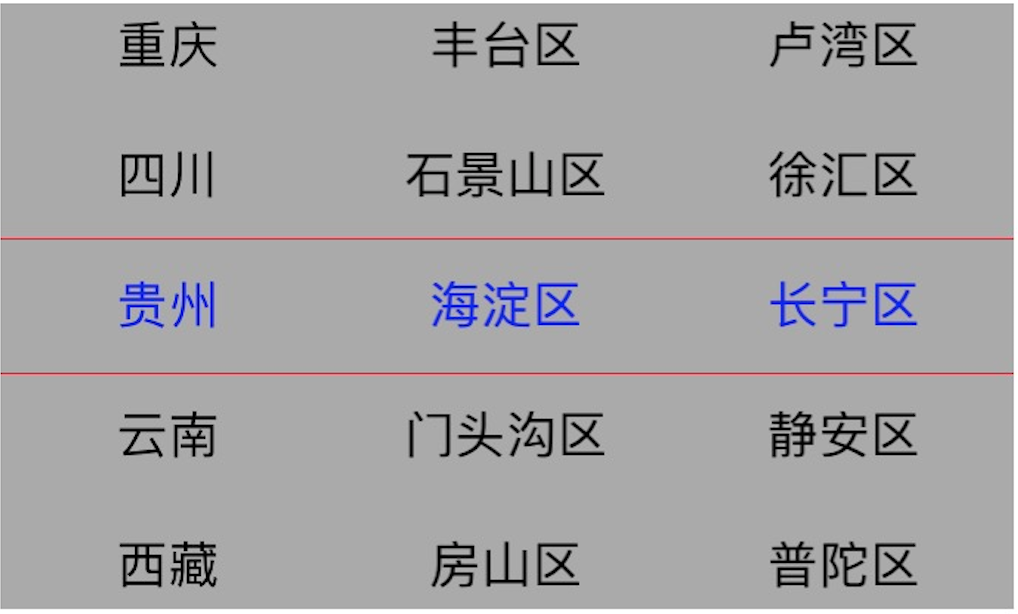 重庆 丰台区 卢湾区
四川 石景山区 徐汇区
贵州 海淀区 长宁区
云南 门头沟区 静安区
西藏 房山区 普陀区